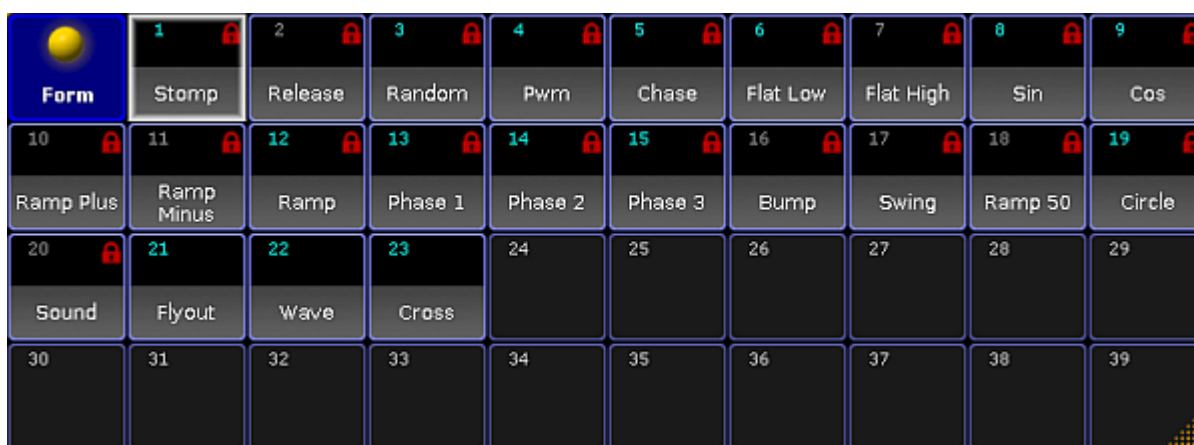 Form 1 2 3 4 5 6 7 8 9
Stomp Release Random Pwm Chase Flat Low Flat High Sin Cos
10 11 12 13 14 15 16 17 18 19
Ramp Plus Ramp Minus Ramp Phase 1 Phase 2 Phase 3 Bump Swing Ramp 50 Circle
20 21 22 23 24 25 26 27 28 29
Sound Flyout Wave Cross
30 31 32 33 34 35 36 37 38 39